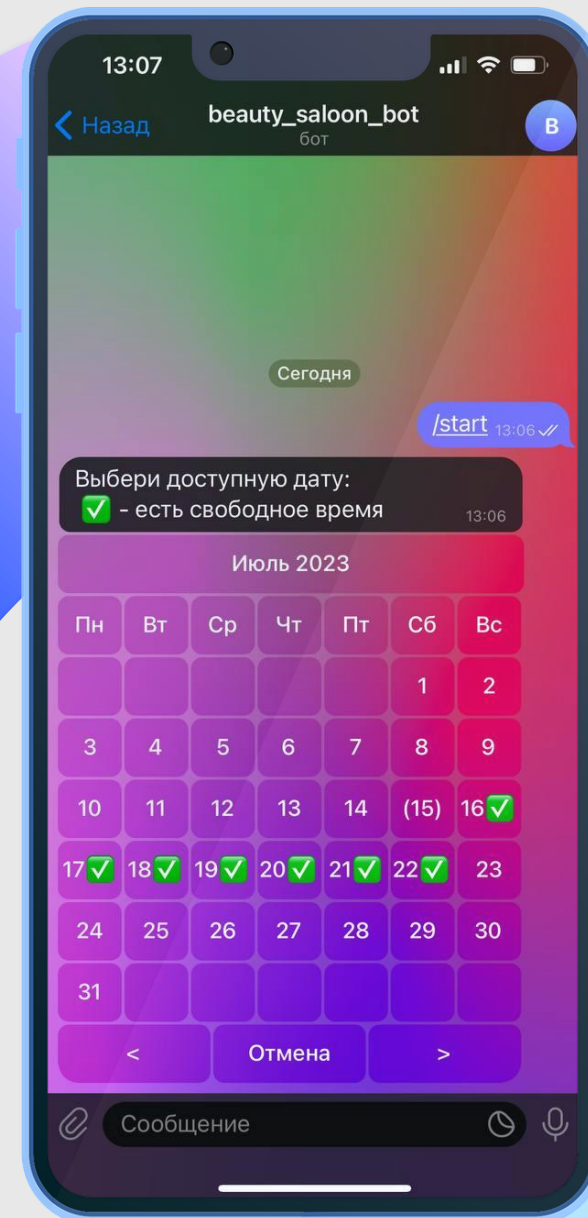 13:07
Назад
beauty_saloon_bot
бот
B
Сегодня
/start 13:06
Выбери доступную дату:
✅ - есть свободное время 13:06
Июль 2023
Пн Вт Ср Чт Пт Сб Вс
1 2
3 4 5 6 7 8 9
10 11 12 13 14 (15) 16✅
17✅ 18✅ 19✅ 20✅ 21✅ 22✅ 23
24 25 26 27 28 29 30
31
< Отмена >
Сообщение